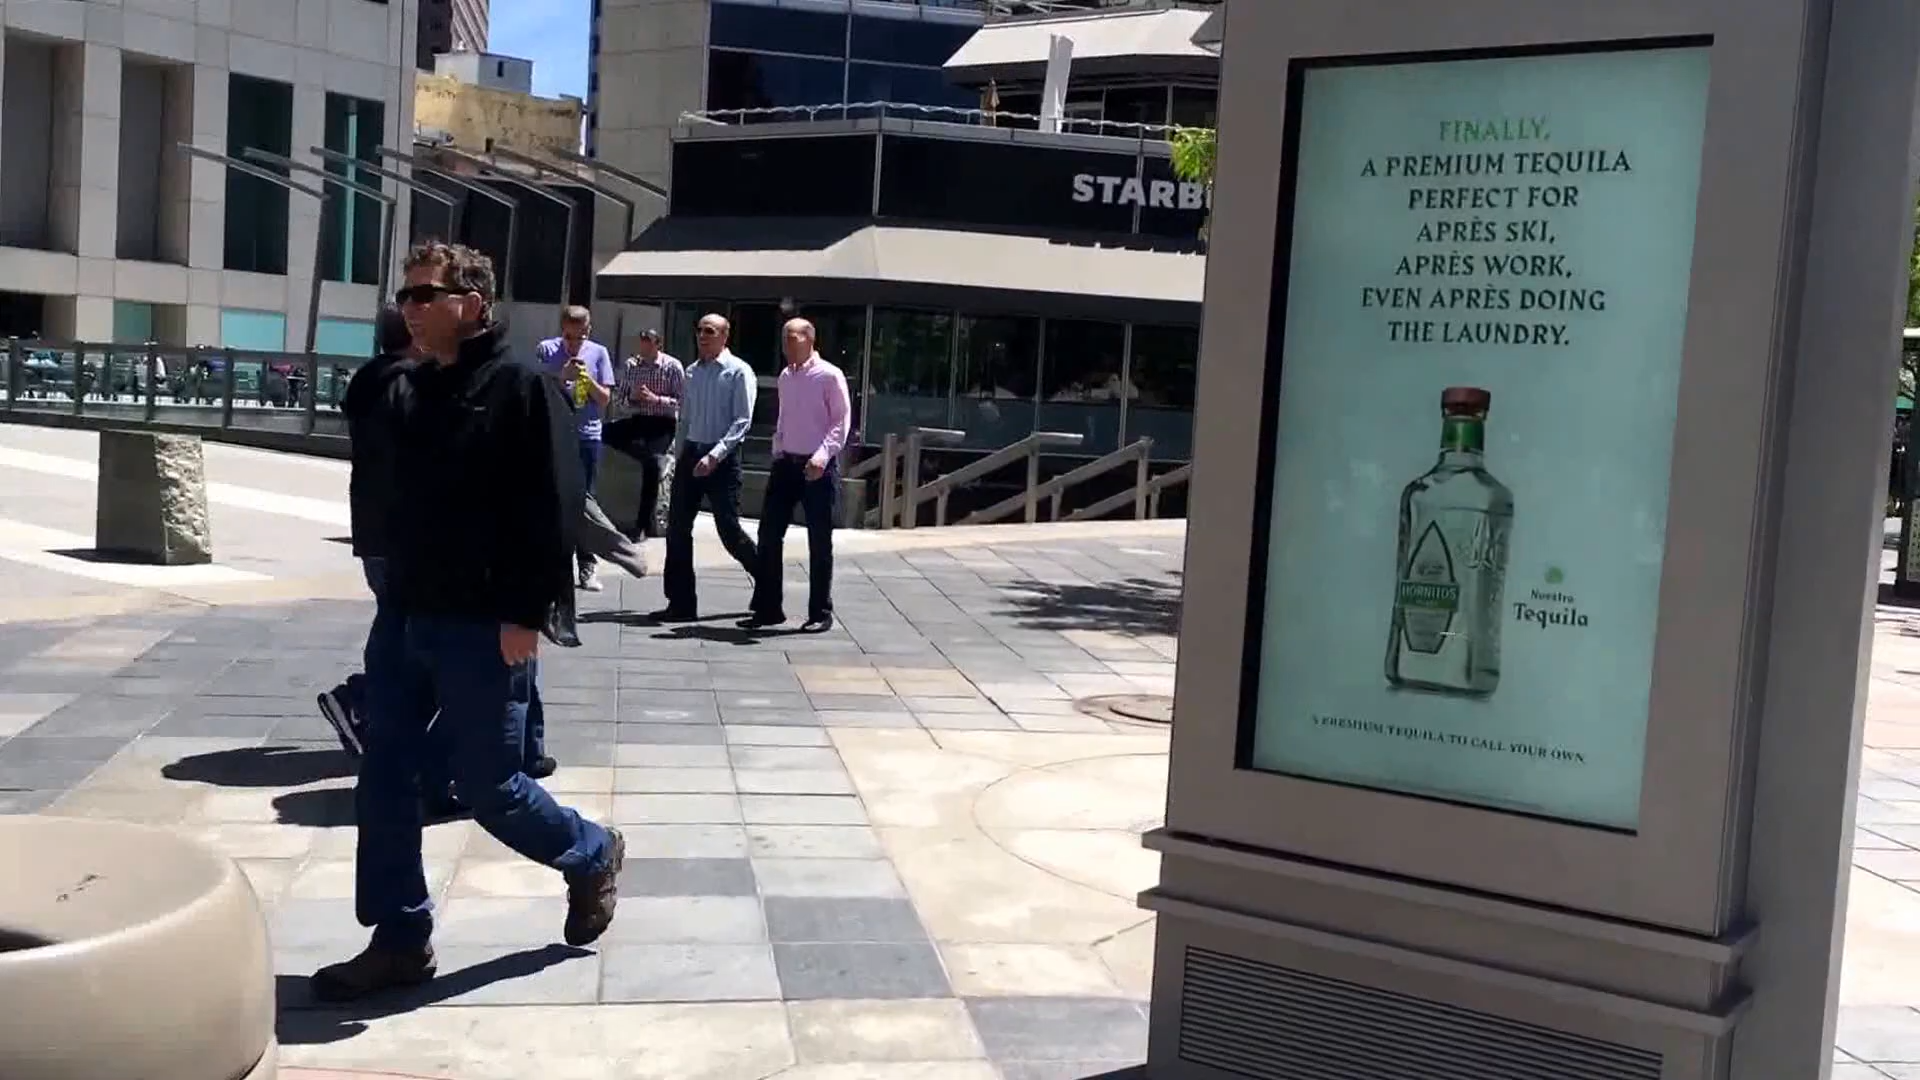 STARB
FINALLY,
A PREMIUM TEQUILA
PERFECT FOR
APRÈS SKI,
APRÈS WORK,
EVEN APRÈS DOING
THE LAUNDRY.
HORNITOS
Nuestro
Tequila
A PREMIUM TEQUILA TO CALL YOUR OWN